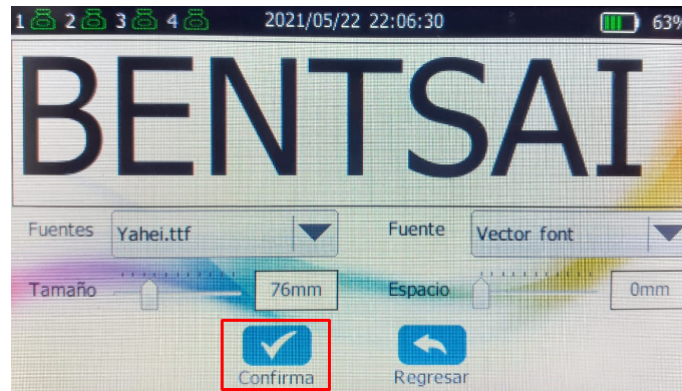 1 2 3 4 2021/05/22 22:06:30 63%
BENTSAI
Fuentes Yahei.ttf Fuente Vector font
Tamaño 76mm Espacio 0mm
Confirma Regresar